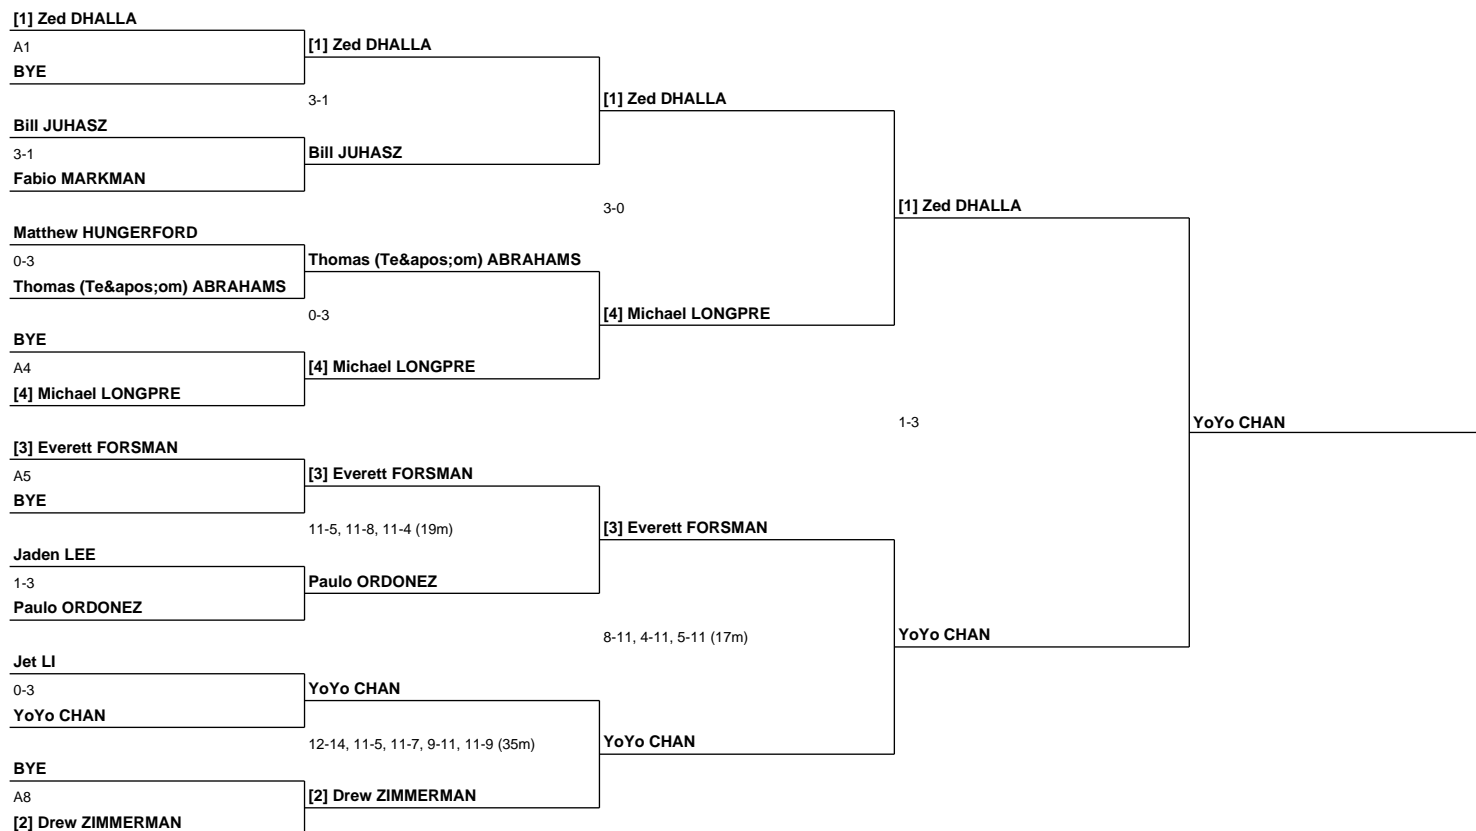 [1] Zed DHALLA
A1
BYE
Bill JUHASZ
3-1
Fabio MARKMAN
Matthew HUNGERFORD
0-3
Thomas (Te&apos;om) ABRAHAMS
BYE
A4
[4] Michael LONGPRE
[3] Everett FORSMAN
A5
BYE
Jaden LEE
1-3
Paulo ORDONEZ
Jet LI
0-3
YoYo CHAN
BYE
A8
[2] Drew ZIMMERMAN
[1] Zed DHALLA
3-1
Bill JUHASZ
Thomas (Te&apos;om) ABRAHAMS
0-3
[4] Michael LONGPRE
[3] Everett FORSMAN
11-5, 11-8, 11-4 (19m)
Paulo ORDONEZ
YoYo CHAN
12-14, 11-5, 11-7, 9-11, 11-9 (35m)
[2] Drew ZIMMERMAN
[1] Zed DHALLA
3-0
[4] Michael LONGPRE
[3] Everett FORSMAN
8-11, 4-11, 5-11 (17m)
YoYo CHAN
[1] Zed DHALLA
1-3
YoYo CHAN
YoYo CHAN